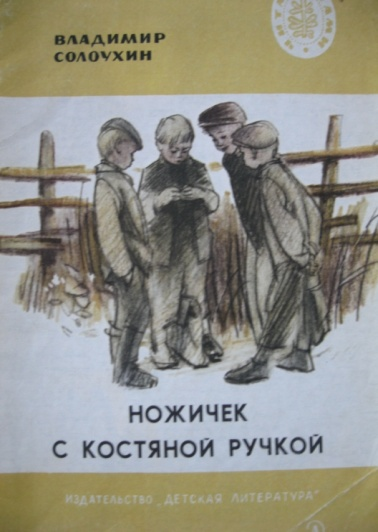 ВЛАДИМИР
СОЛОУХИН
НОЖИЧЕК
С КОСТЯНОЙ РУЧКОЙ
ИЗДАТЕЛЬСТВО „ДЕТСКАЯ ЛИТЕРАТУРА"